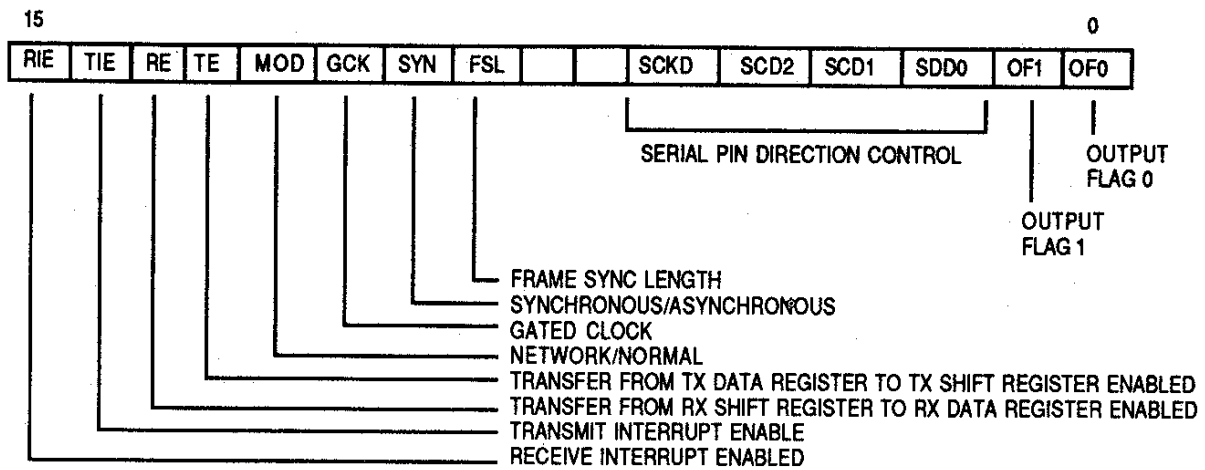 15 0
RIE TIE RE TE MOD GCK SYN FSL SCKD SCD2 SCD1 SDD0 OF1 OF0
SERIAL PIN DIRECTION CONTROL
OUTPUT
FLAG 0
OUTPUT
FLAG 1
FRAME SYNC LENGTH
SYNCHRONOUS/ASYNCHRONOUS
GATED CLOCK
NETWORK/NORMAL
TRANSFER FROM TX DATA REGISTER TO TX SHIFT REGISTER ENABLED
TRANSFER FROM RX SHIFT REGISTER TO RX DATA REGISTER ENABLED
TRANSMIT INTERRUPT ENABLE
RECEIVE INTERRUPT ENABLED